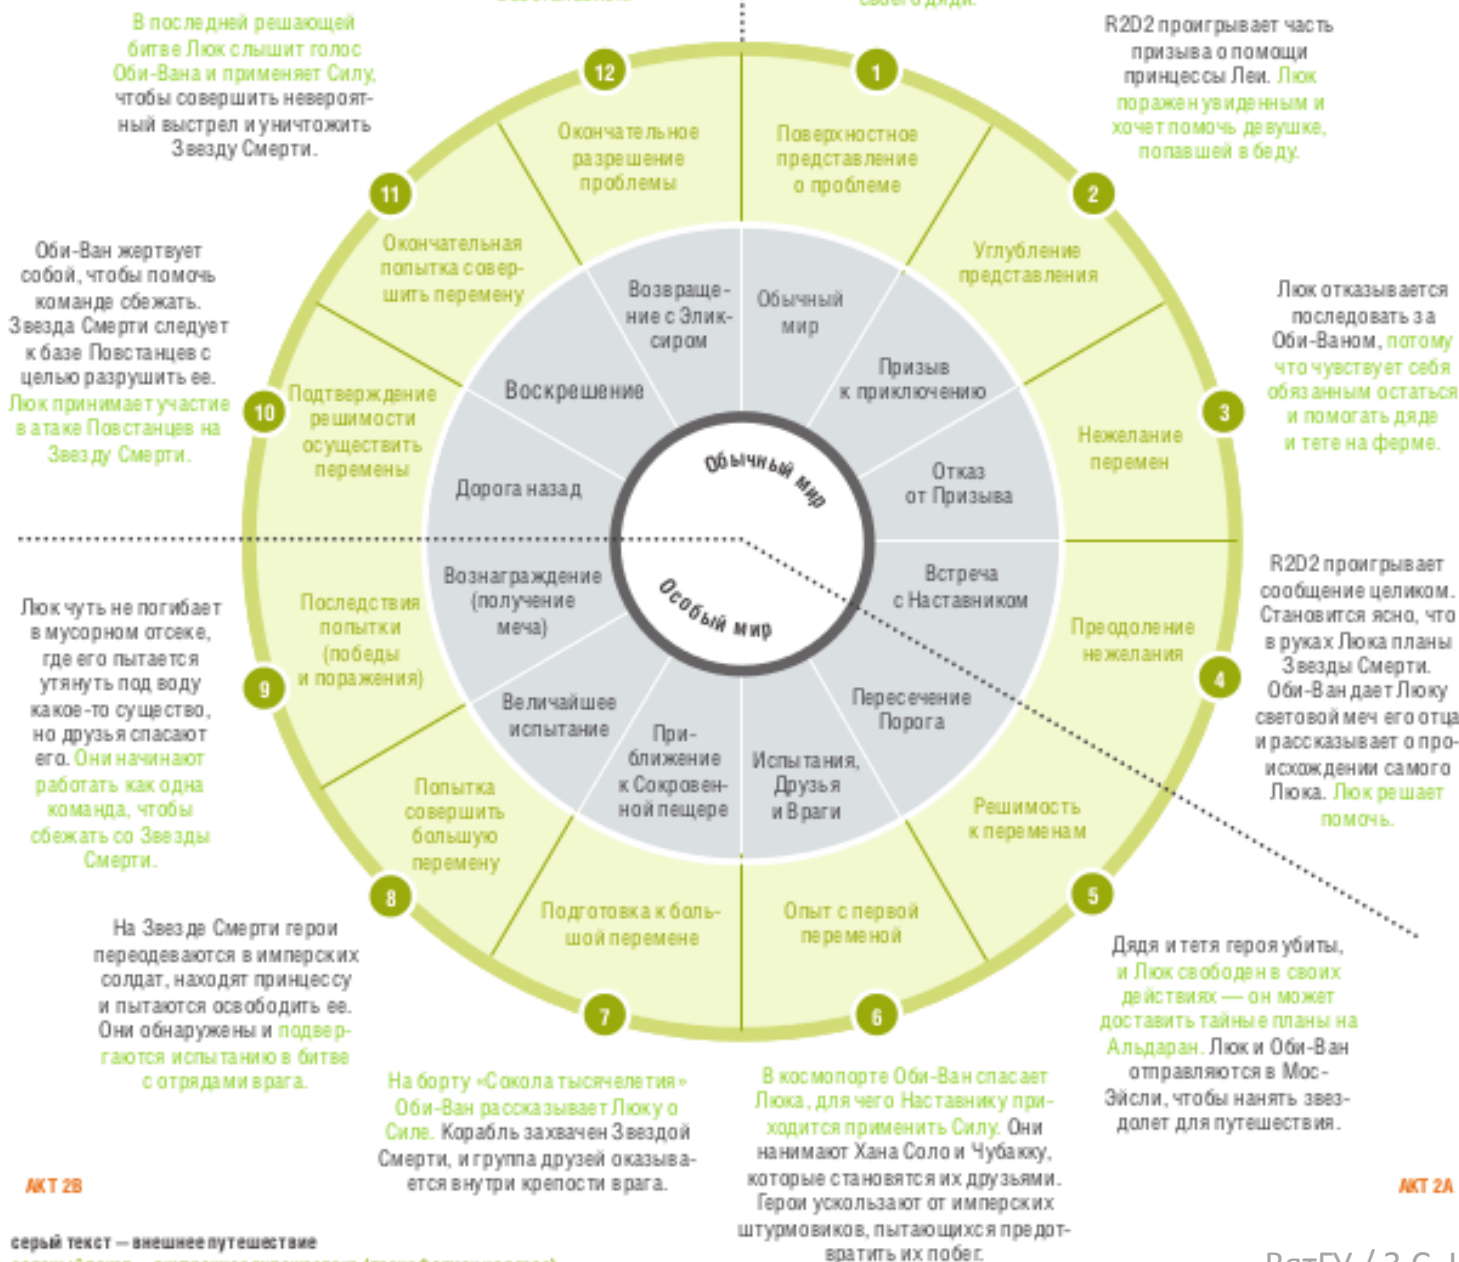 своего дяди.
В последней решающей
битве Люк слышит голос
Оби-Вана и применяет Силу,
чтобы совершить невероят-
ный выстрел и уничтожить
Звезду Смерти.
R2D2 проигрывает часть
призыва о помощи
принцессы Леи. Люк
поражен увиденным и
хочет помочь девушке,
попавшей в беду.
12
1
Окончательное
разрешение
проблемы
Поверхностное
представление
о проблеме
11
2
Окончательная
попытка совер-
шить перемену
Углубление
представления
Оби-Ван жертвует
собой, чтобы помочь
команде сбежать.
Звезда Смерти следует
к базе Повстанцев с
целью разрушить ее.
Люк принимает участие
в атаке Повстанцев на
Звезду Смерти.
Возвраще-
ние с Элик-
сиром
Обычный
мир
Люк отказывается
последовать за
Оби-Ваном, потому
что чувствует себя
обязанным остаться
и помогать дяде
и тете на ферме.
Воскрешение
Призыв
к приключению
10
3
Подтверждение
решимости
осуществить
перемены
Нежелание
перемен
Дорога назад
Обычный мир
Отказ
от Призыва
Вознаграждение
(получение
меча)
Особый мир
Встреча
с Наставником
Люк чуть не погибает
в мусорном отсеке,
где его пытается
утянуть под воду
какое-то существо,
но друзья спасают
его. Они начинают
работать как одна
команда, чтобы
сбежать со Звезды
Смерти.
Последствия
попытки
(победы
и поражения)
Преодоление
нежелания
R2D2 проигрывает
сообщение целиком.
Становится ясно, что
в руках Люка планы
Звезды Смерти.
Оби-Ван дает Люку
световой меч его отца
и рассказывает о про-
исхождении самого
Люка. Люк решает
помочь.
9
4
Величайшее
испытание
При-
ближение
к Сокровен-
ной пещере
Испытания,
Друзья
и Враги
Пересечение
Порога
Попытка
совершить
большую
перемену
Решимость
к переменам
8
5
Подготовка к боль-
шой перемене
Опыт с первой
переменой
7
6
На Звезде Смерти герои
переодеваются в имперских
солдат, находят принцессу
и пытаются освободить ее.
Они обнаружены и подвер-
гаются испытанию в битве
с отрядами врага.
Дядя и тетя героя убиты,
и Люк свободен в своих
действиях — он может
доставить тайные планы на
Альдаран. Люк и Оби-Ван
отправляются в Мос-
Эйсли, чтобы нанять звез-
долет для путешествия.
На борту «Сокола тысячелетия»
Оби-Ван рассказывает Люку о
Силе. Корабль захвачен Звездой
Смерти, и группа друзей оказыва-
ется внутри крепости врага.
В космопорте Оби-Ван спасает
Люка, для чего Наставнику при-
ходится применить Силу. Они
нанимают Хана Соло и Чубакку,
которые становятся их друзьями.
Герои ускользают от имперских
штурмовиков, пытающихся предот-
вратить их побег.
АКТ 2В
АКТ 2А
серый текст — внешнее путешествие